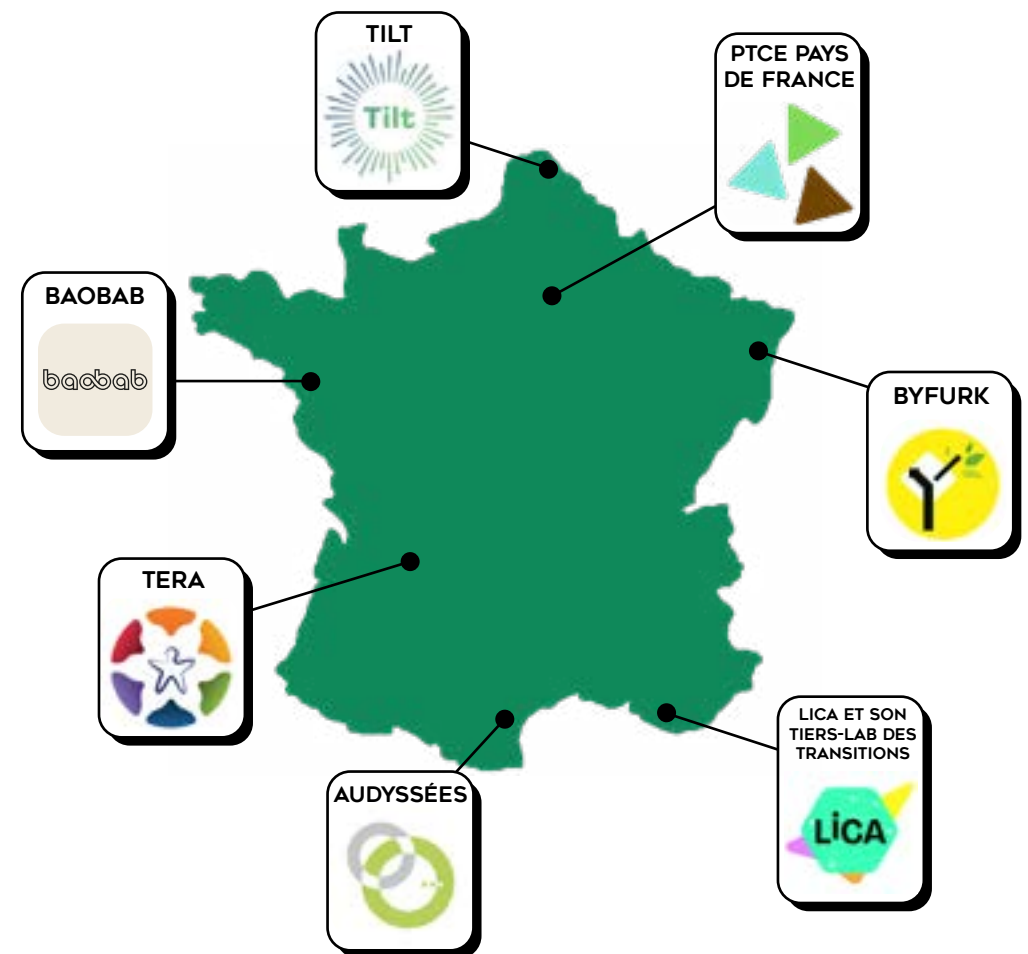 TILT
Tilt
PTCE PAYS
DE FRANCE
BAOBAB
baobab
BYFURK
TERA
LICA ET SON
TIERS-LAB DES
TRANSITIONS
LiCA
AUDYSSÉES